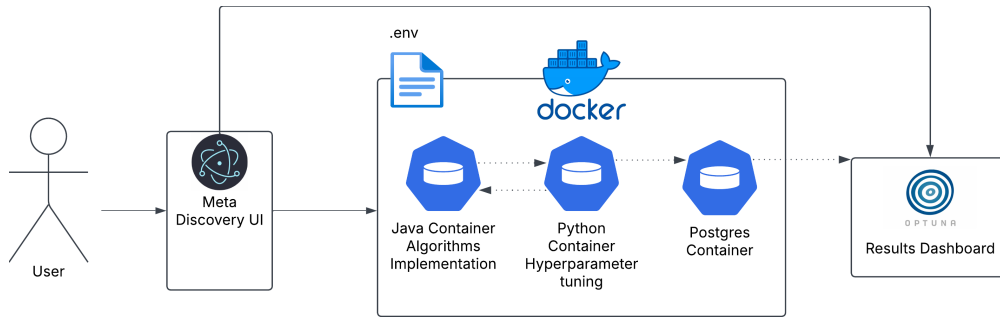 .env
docker
Meta
Discovery UI
Java Container
Algorithms
Implementation
Python
Container
Hyperparameter
tuning
Postgres
Container
OPTUNA
Results Dashboard
User